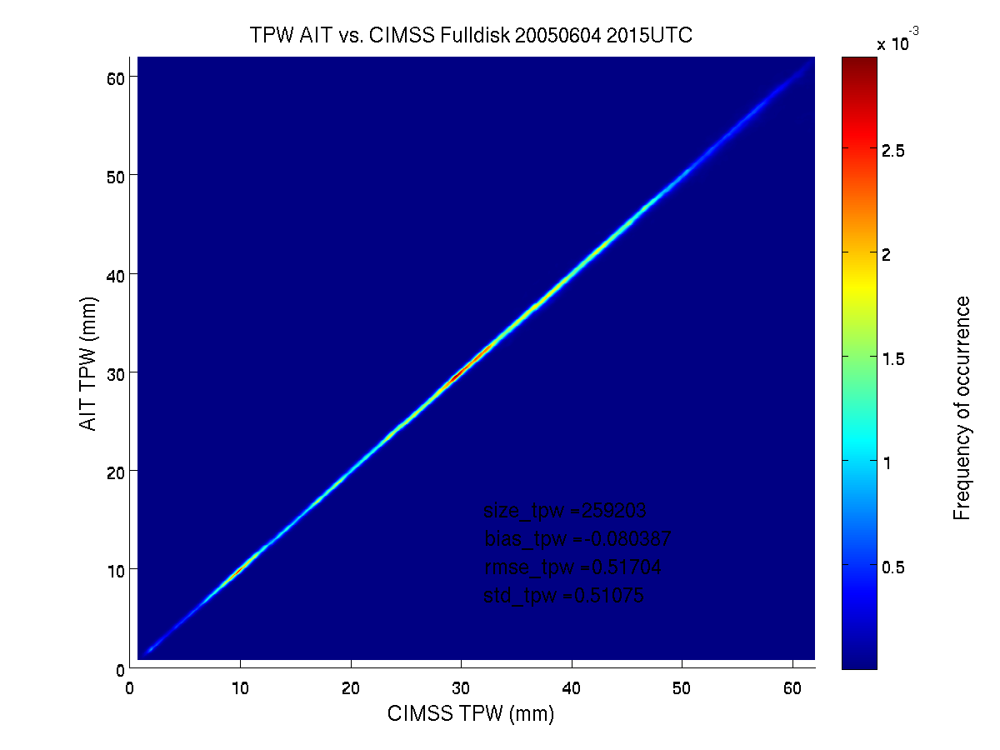 TPW AIT vs. CIMSS Fulldisk 20050604 2015UTC
x 10-3
60
50
40
30
20
10
0
AIT TPW (mm)
0 10 20 30 40 50 60
CIMSS TPW (mm)
size_tpw =259203
bias_tpw =-0.080387
rmse_tpw =0.51704
std_tpw =0.51075
2.5
2
1.5
1
0.5
Frequency of occurrence